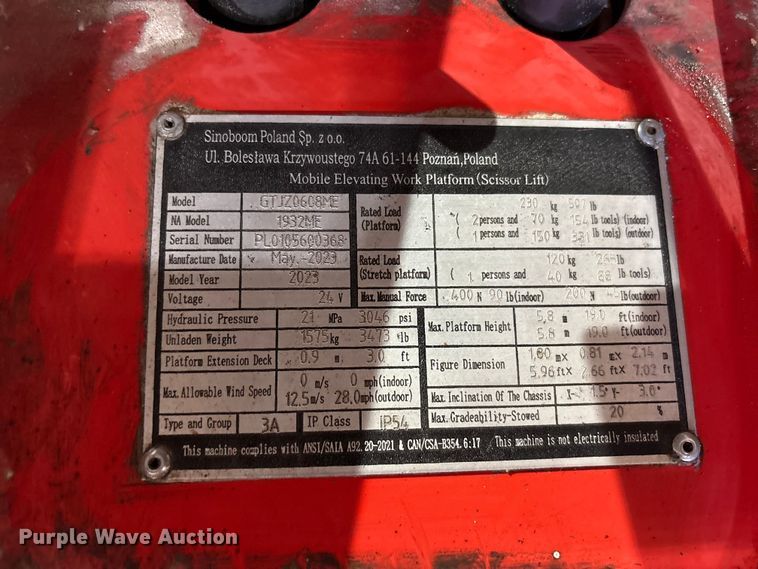 Sinoboom Poland Sp. z o.o.
Ul. Bolesława Krzywoustego 74A 61-144 Poznań, Poland
Mobile Elevating Work Platform (Scissor Lift)
Model GTJZ0608ME
NA Model 1932ME
Serial Number PL0105600368
Manufacture Date May.-2023
Model Year 2023
Voltage 24 V
Rated Load (Platform) 230 kg 507 lb
( 2 persons and 70 kg 154 lb tools) (indoor)
( 1 persons and 150 kg 331 lb tools) (outdoor)
Rated Load (Stretch platform) 120 kg lb
( 1 persons and 40 kg 88 lb tools)
Max. Manual Force 400 N 90 lb(indoor) 200 N lb(outdoor)
Hydraulic Pressure 21 MPa 3046 psi
Unladen Weight 1575 kg 3473 lb
Platform Extension Deck 0.9 m 3.0 ft
Max. Allowable Wind Speed 0 m/s 0 mph(indoor)
12.5 m/s 28.0 mph(outdoor)
Type and Group 3A IP Class IP54
Max. Platform Height 5.8 m 19.0 ft(indoor)
5.8 m 19.0 ft(outdoor)
Figure Dimension 1.80 mX 0.81 mX 2.14 m
5.96 ftX 2.66 ftX 7.02 ft
Max. Inclination Of The Chassis X- 1.5° Y-
Max. Gradeability-Stowed 20 %
This machine complies with ANSI/SAIA A92.20-2021 & CAN/CSA-B354.6:17 This machine is not electrically insulated
Purple Wave Auction